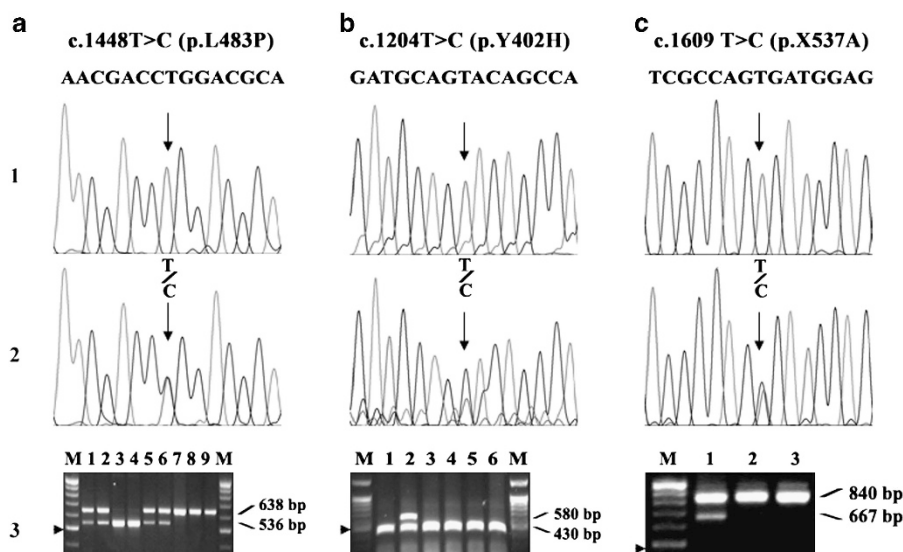 a b c
c.1448T>C (p.L483P) c.1204T>C (p.Y402H) c.1609 T>C (p.X537A)
AACGACCTGGACGCA GATGCAGTACAGCCA TCGCCAGTGATGGAG
1
T/C T/C T/C
2
M 1 2 3 4 5 6 7 8 9 M M 1 2 3 4 5 6 M M 1 2 3
638 bp 580 bp 840 bp
536 bp 430 bp 667 bp
3